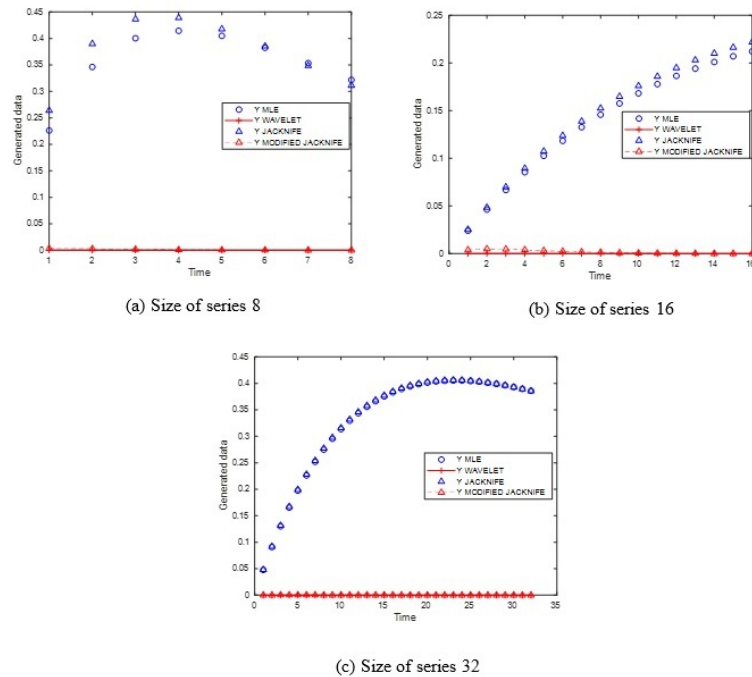 0.45
0.4
0.35
0.3
0.25
0.2
0.15
0.1
0.05
0
Generated data
1 2 3 4 5 6 7 8
Time
Y MLE
Y WAVELET
Y JACKNIFE
Y MODIFIED JACKNIFE
(a) Size of series 8
0.25
0.2
0.15
0.1
0.05
0
Generated data
0 2 4 6 8 10 12 14 16
Time
Y MLE
Y WAVELET
Y JACKNIFE
Y MODIFIED JACKNIFE
(b) Size of series 16
0.45
0.4
0.35
0.3
0.25
0.2
0.15
0.1
0.05
0
Generated data
0 5 10 15 20 25 30 35
Time
Y MLE
Y WAVELET
Y JACKNIFE
Y MODIFIED JACKNIFE
(c) Size of series 32